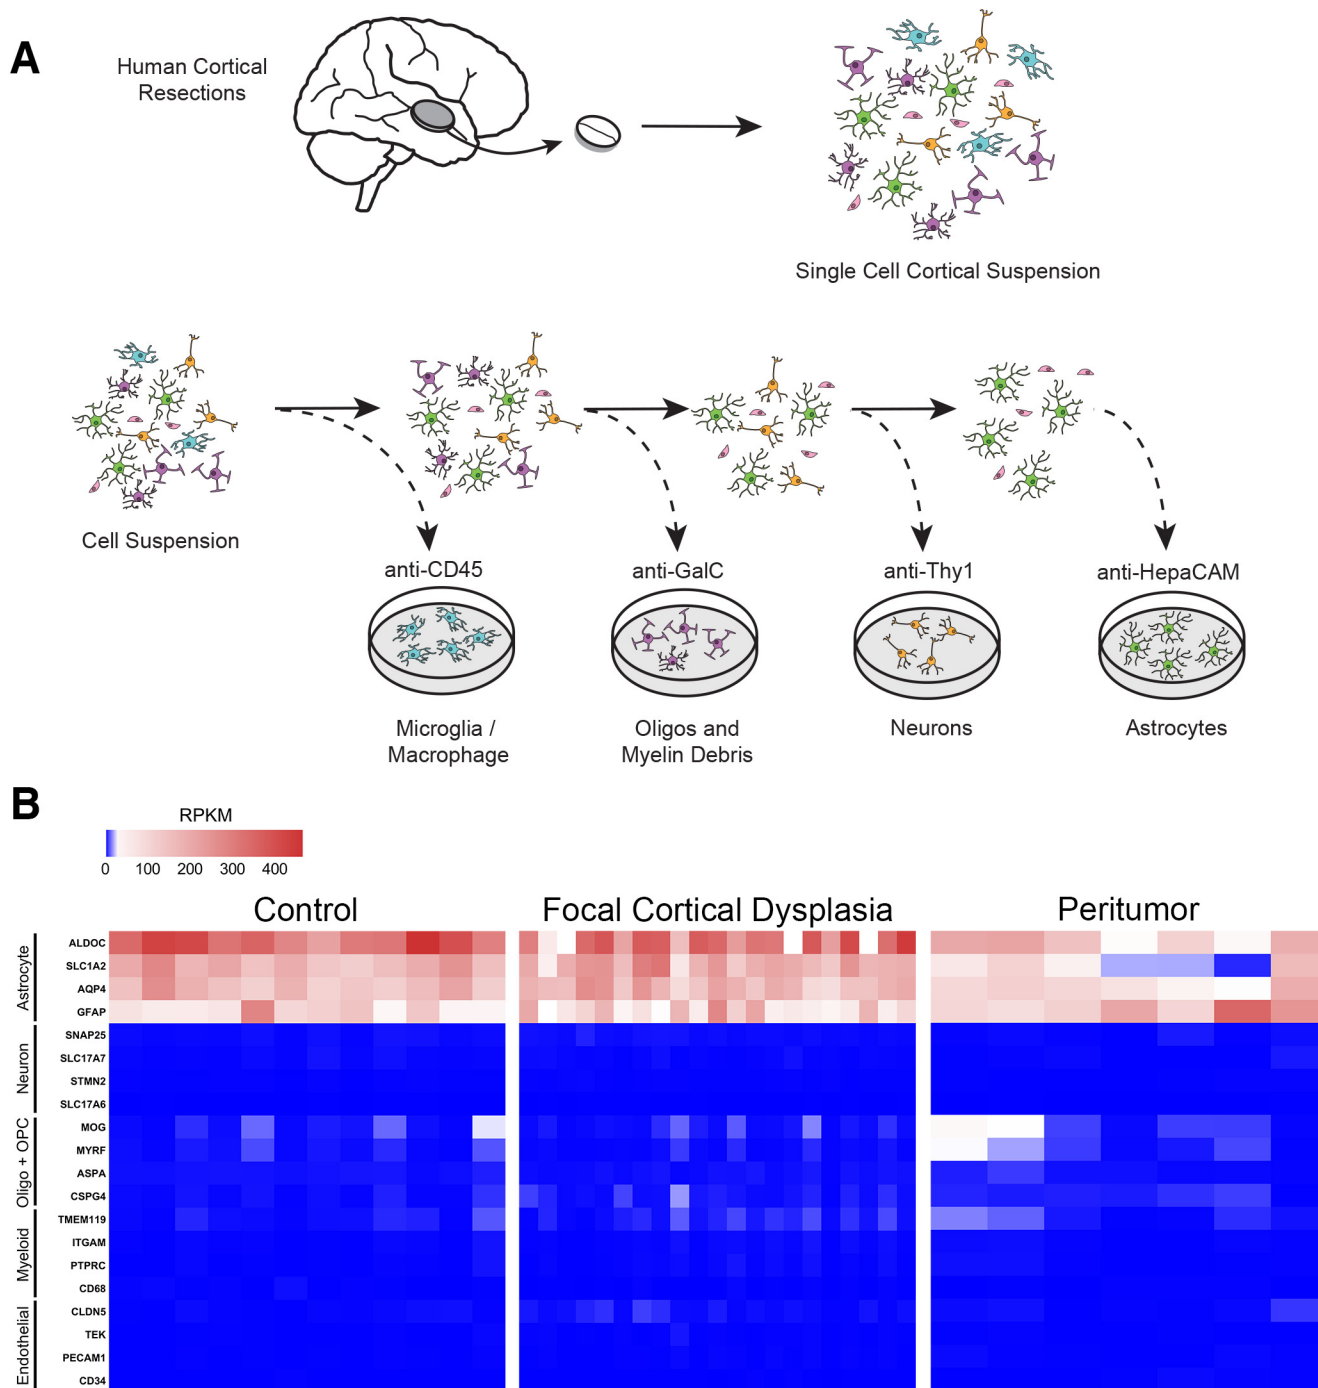 A
Human Cortical
Resections
Single Cell Cortical Suspension
Cell Suspension
anti-CD45
anti-GalC
anti-Thy1
anti-HepaCAM
Microglia /
Macrophage
Oligos and
Myelin Debris
Neurons
Astrocytes
B
RPKM
0 100 200 300 400
Control
Focal Cortical Dysplasia
Peritumor
Astrocyte
ALDOC
SLC1A2
AQP4
GFAP
Neuron
SNAP25
SLC17A7
STMN2
SLC17A6
Oligo + OPC
MOG
MYRF
ASPA
CSPG4
Myeloid
TMEM119
ITGAM
PTPRC
CD68
Endothelial
CLDN5
TEK
PECAM1
CD34